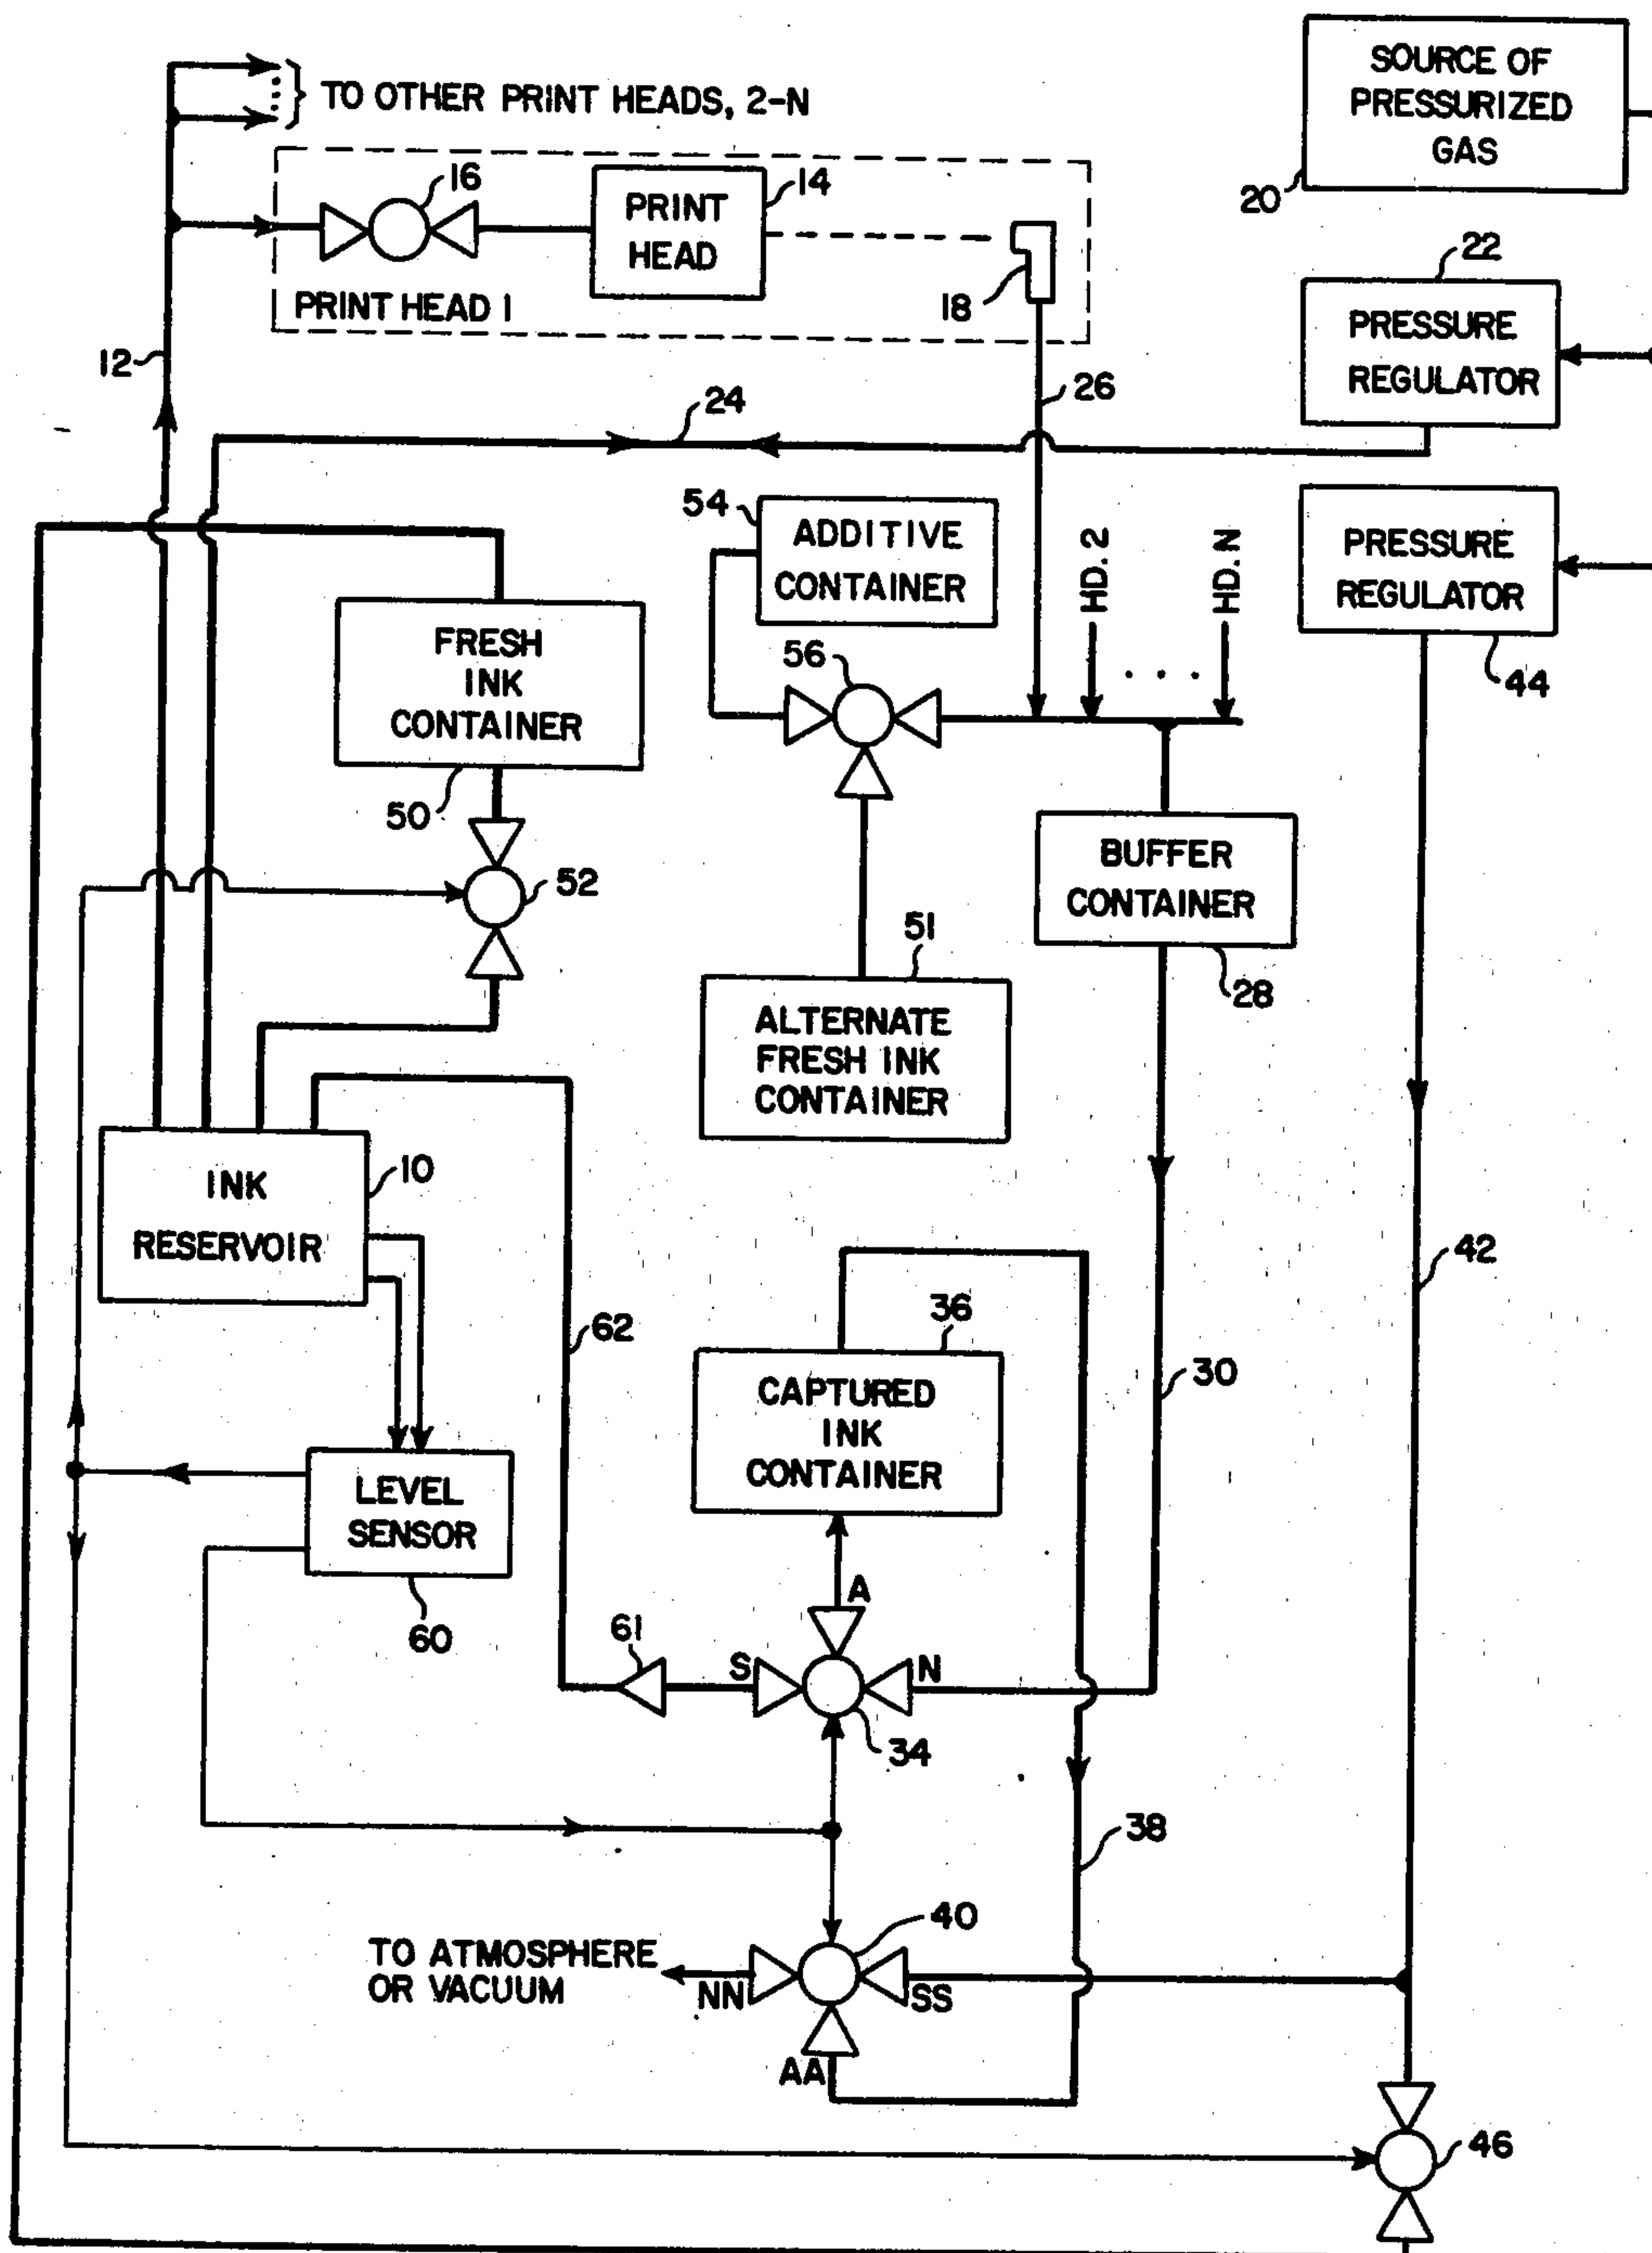 SOURCE OF
PRESSURIZED
GAS
20
TO OTHER PRINT HEADS, 2-N
16
14
PRINT
HEAD
18
PRINT HEAD 1
22
PRESSURE
REGULATOR
12
24
26
54
ADDITIVE
CONTAINER
HD. 2
HD. N
PRESSURE
REGULATOR
44
FRESH
INK
CONTAINER
50
56
52
BUFFER
CONTAINER
28
51
ALTERNATE
FRESH INK
CONTAINER
INK
RESERVOIR
10
42
62
36
CAPTURED
INK
CONTAINER
30
LEVEL
SENSOR
60
A
61
S
N
34
38
40
TO ATMOSPHERE
OR VACUUM
NN
SS
AA
46